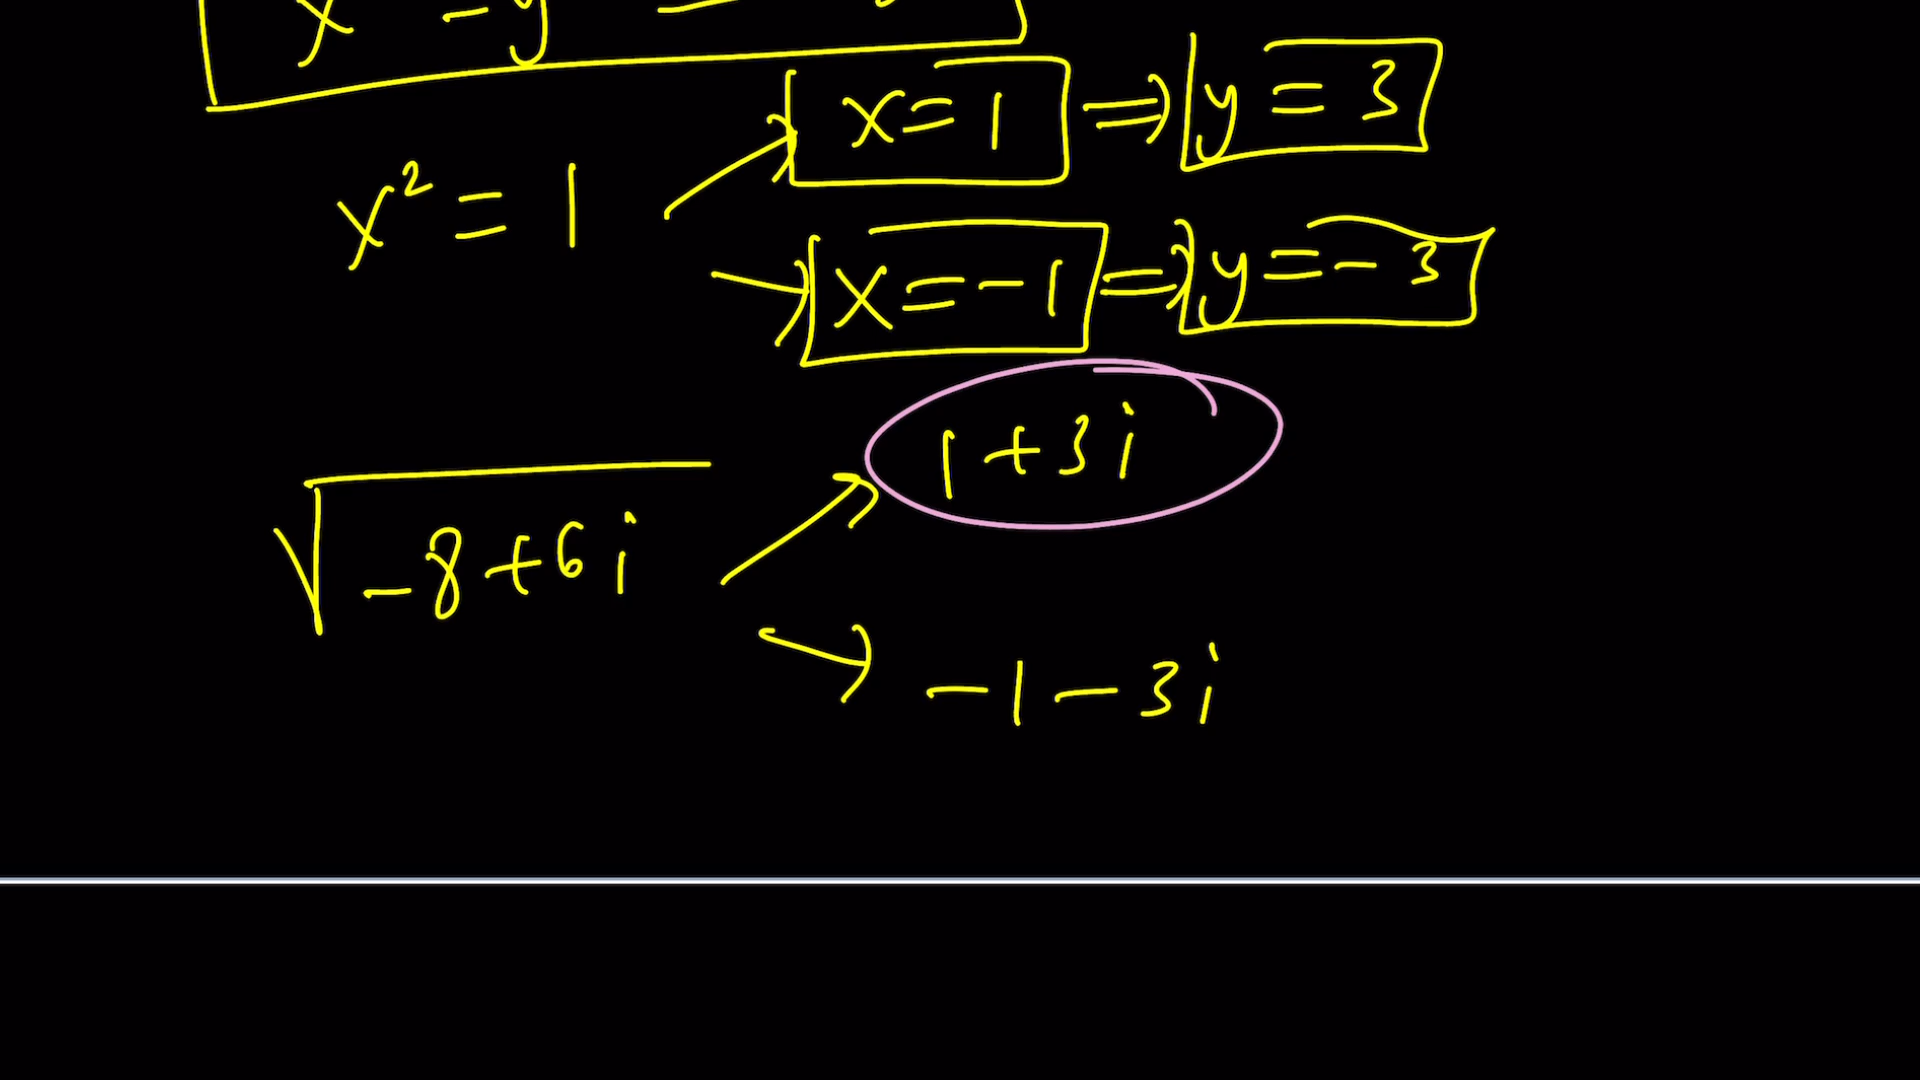 x - y =
x = 1 ⇒ y = 3
x² = 1
x = -1 ⇒ y = -3
1 + 3i
√-8 + 6i
-1 - 3i